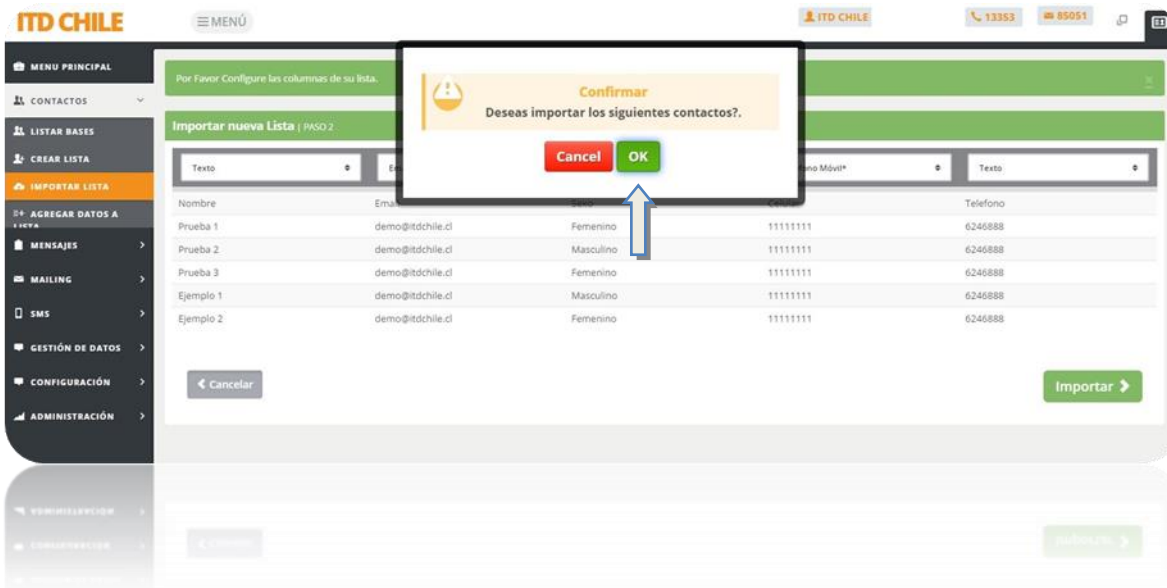 ITD CHILE
MENÚ
ITD CHILE
13353
85051
MENU PRINCIPAL
CONTACTOS
LISTAR BASES
CREAR LISTA
IMPORTAR LISTA
AGREGAR DATOS A
LISTA
MENSAJES
MAILING
SMS
GESTIÓN DE DATOS
CONFIGURACIÓN
ADMINISTRACIÓN
Por Favor Configure las columnas de su lista.
x
Confirmar
Deseas importar los siguientes contactos?.
Cancel OK
Importar nueva Lista | PASO 2
Texto Móvil* Texto
Nombre Sexo Celular Telefono
Prueba 1 demo@itdchile.cl Femenino 11111111 6246888
Prueba 2 demo@itdchile.cl Masculino 11111111 6246888
Prueba 3 demo@itdchile.cl Femenino 11111111 6246888
Ejemplo 1 demo@itdchile.cl Masculino 11111111 6246888
Ejemplo 2 demo@itdchile.cl Femenino 11111111 6246888
Cancelar
Importar